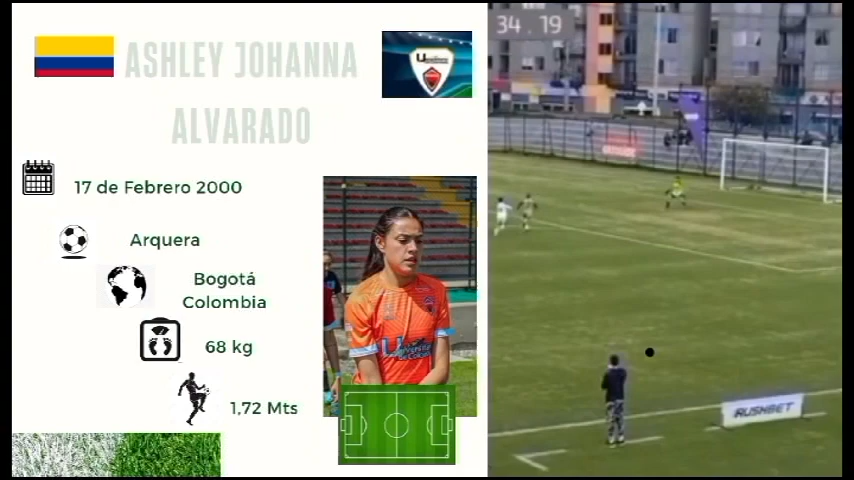 ASHLEY JOHANNA
ALVARADO
17 de Febrero 2000
Arquera
Bogotá
Colombia
68 kg
1,72 Mts
34 . 19
RUSHBET